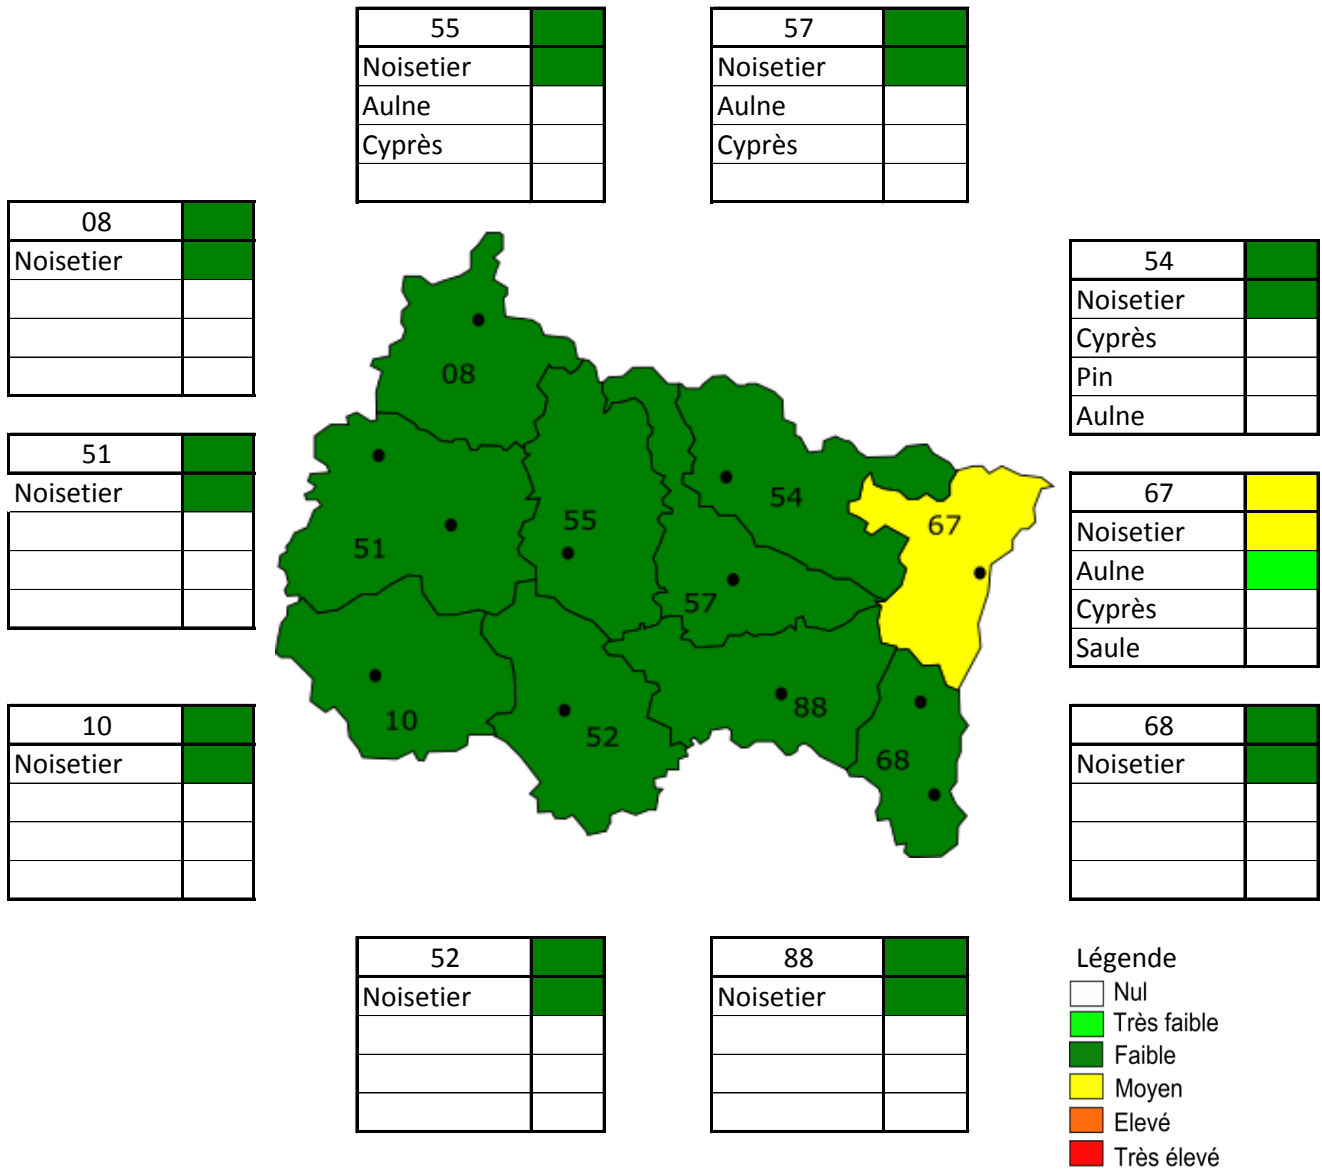 55
Noisetier
Aulne
Cyprès
57
Noisetier
Aulne
Cyprès
08
Noisetier
51
Noisetier
10
Noisetier
08
51
55
54
67
57
10
52
88
68
54
Noisetier
Cyprès
Pin
Aulne
67
Noisetier
Aulne
Cyprès
Saule
68
Noisetier
52
Noisetier
88
Noisetier
Légende
Nul
Très faible
Faible
Moyen
Elevé
Très élevé